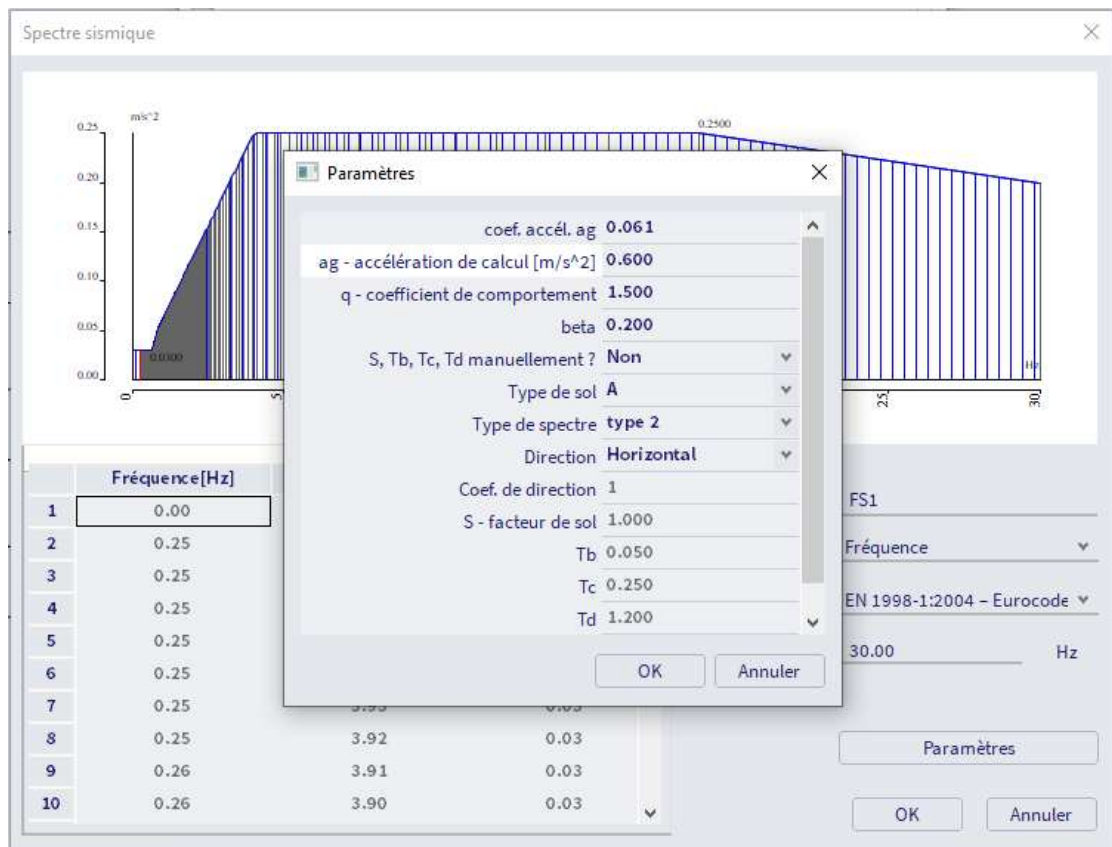 Spectre sismique
m/s^2
0.25
0.2500
0.20
0.15
0.10
0.05
0.0300
0.00
Hz
0
5
25
30
Paramètres
coef. accél. ag 0.061
ag - accélération de calcul [m/s^2] 0.600
q - coefficient de comportement 1.500
beta 0.200
S, Tb, Tc, Td manuellement ? Non
Type de sol A
Type de spectre type 2
Direction Horizontal
Coef. de direction 1
S - facteur de sol 1.000
Tb 0.050
Tc 0.250
Td 1.200
OK Annuler
Fréquence[Hz]
1 0.00
2 0.25
3 0.25
4 0.25
5 0.25
6 0.25
7 0.25
8 0.25 3.92 0.03
9 0.26 3.91 0.03
10 0.26 3.90 0.03
FS1
Fréquence
EN 1998-1:2004 – Eurocode
30.00 Hz
Paramètres
OK Annuler